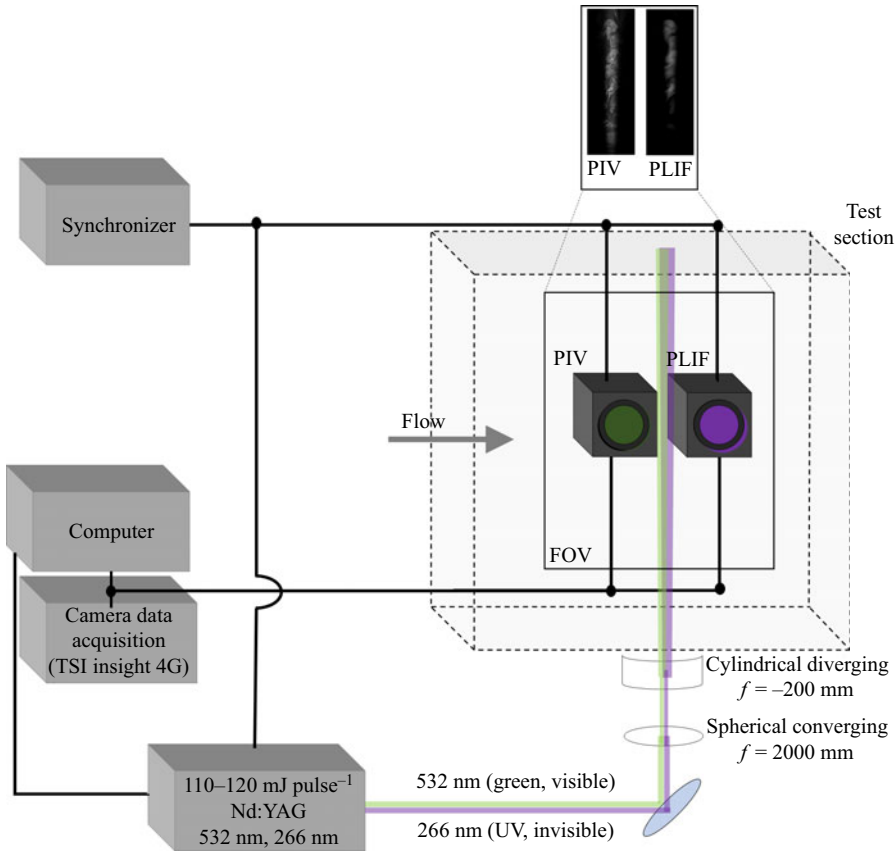 PIV
PLIF
Synchronizer
Test
section
PIV
PLIF
Flow
Computer
FOV
Camera data
acquisition
(TSI insight 4G)
Cylindrical diverging
f = –200 mm
Spherical converging
f = 2000 mm
110–120 mJ pulse⁻¹
Nd:YAG
532 nm, 266 nm
532 nm (green, visible)
266 nm (UV, invisible)